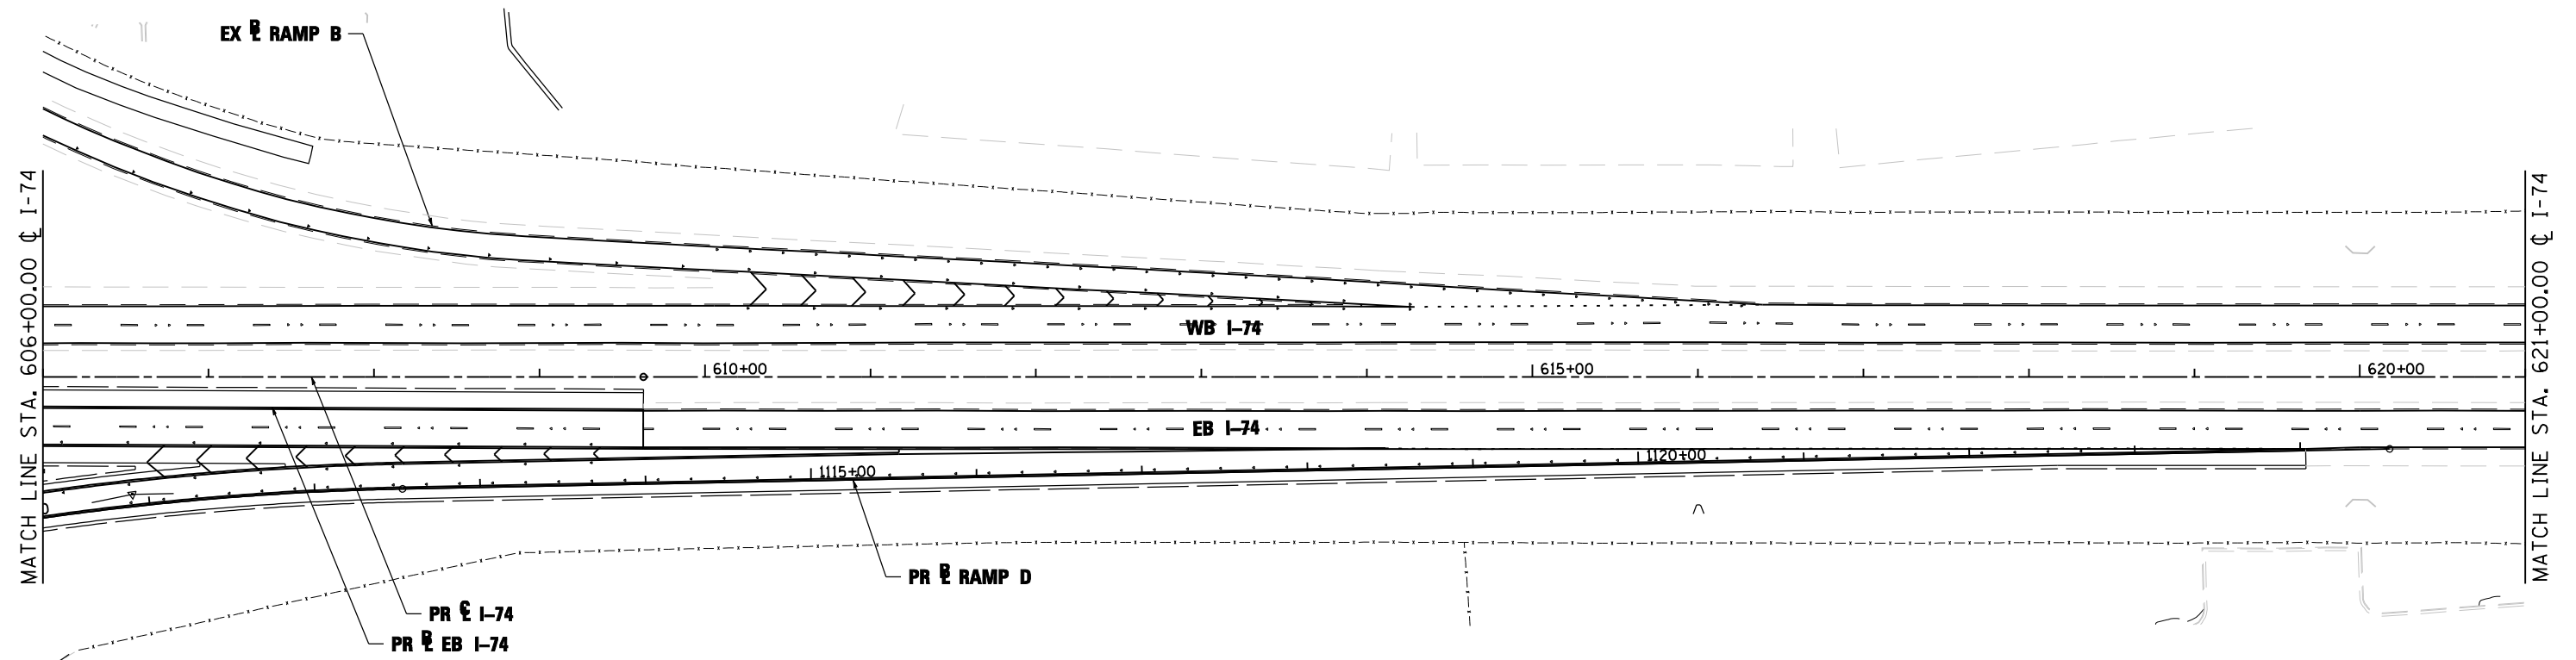 EX ⅊ RAMP B
MATCH LINE STA. 606+00.00 ℄ I-74
MATCH LINE STA. 621+00.00 ℄ I-74
WB I-74
610+00
615+00
620+00
EB I-74
1115+00
1120+00
PR ⅊ RAMP D
PR ℄ I-74
PR ⅊ EB I-74